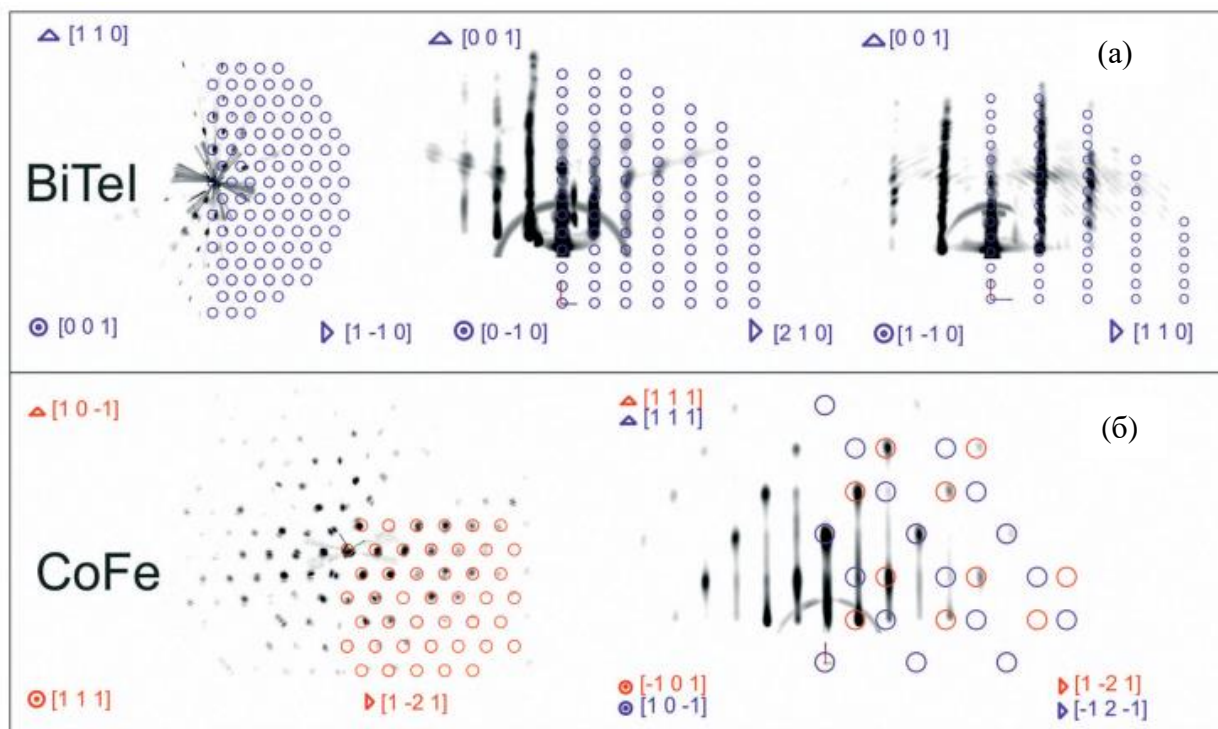 [1 1 0]
[0 0 1]
[0 0 1]
(а)
BiTeI
[0 0 1]
[1 -1 0]
[0 -1 0]
[2 1 0]
[1 -1 0]
[1 1 0]
[1 0 -1]
[1 1 1]
[1 1 1]
(б)
CoFe
[1 1 1]
[1 -2 1]
[-1 0 1]
[1 0 -1]
[1 -2 1]
[-1 2 -1]